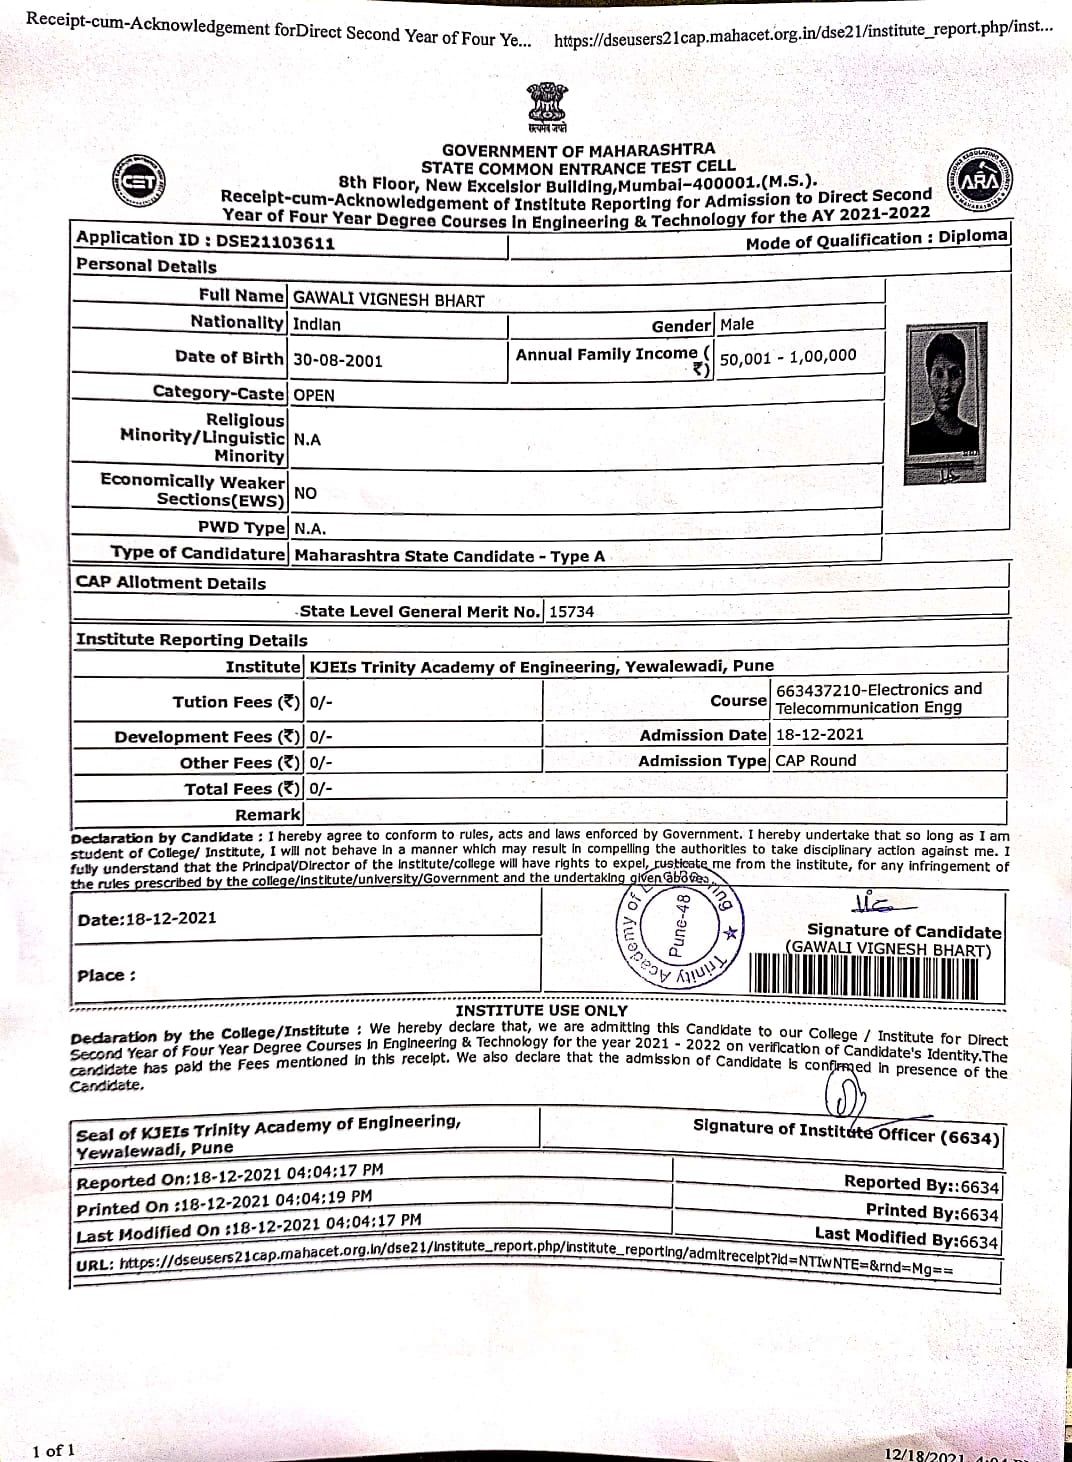 Receipt-cum-Acknowledgement forDirect Second Year of Four Ye... https://dseusers21cap.mahacet.org.in/dse21/institute_report.php/inst...
सत्यमेव जयते
GOVERNMENT OF MAHARASHTRA
STATE COMMON ENTRANCE TEST CELL
8th Floor, New Excelsior Building,Mumbai-400001.(M.S.).
Receipt-cum-Acknowledgement of Institute Reporting for Admission to Direct Second
Year of Four Year Degree Courses in Engineering & Technology for the AY 2021-2022
CET
ARA
Application ID : DSE21103611 Mode of Qualification : Diploma
Personal Details
Full Name GAWALI VIGNESH BHART
Nationality Indian Gender Male
Date of Birth 30-08-2001 Annual Family Income ( ₹) 50,001 - 1,00,000
Category-Caste OPEN
Religious
Minority/Linguistic N.A
Minority
Economically Weaker
Sections(EWS) NO
PWD Type N.A.
Type of Candidature Maharashtra State Candidate - Type A
CAP Allotment Details
State Level General Merit No. 15734
Institute Reporting Details
Institute KJEIs Trinity Academy of Engineering, Yewalewadi, Pune
Tution Fees (₹) 0/- Course 663437210-Electronics and
Telecommunication Engg
Development Fees (₹) 0/- Admission Date 18-12-2021
Other Fees (₹) 0/- Admission Type CAP Round
Total Fees (₹) 0/-
Remark
Declaration by Candidate : I hereby agree to conform to rules, acts and laws enforced by Government. I hereby undertake that so long as I am
student of College/ Institute, I will not behave in a manner which may result in compelling the authorities to take disciplinary action against me. I
fully understand that the Principal/Director of the institute/college will have rights to expel, rusticate me from the institute, for any infringement of
the rules prescribed by the college/institute/university/Government and the undertaking given above.
Date:18-12-2021
Trinity Academy of Engineering
Pune-48
Signature of Candidate
(GAWALI VIGNESH BHART)
Place :
INSTITUTE USE ONLY
Declaration by the College/Institute : We hereby declare that, we are admitting this Candidate to our College / Institute for Direct
Second Year of Four Year Degree Courses in Engineering & Technology for the year 2021 - 2022 on verification of Candidate's Identity.The
candidate has paid the Fees mentioned in this receipt. We also declare that the admission of Candidate is confirmed in presence of the
Candidate.
Seal of KJEIs Trinity Academy of Engineering,
Yewalewadi, Pune
Signature of Institute Officer (6634)
Reported On:18-12-2021 04:04:17 PM Reported By::6634
Printed On :18-12-2021 04:04:19 PM Printed By:6634
Last Modified On :18-12-2021 04:04:17 PM Last Modified By:6634
URL: https://dseusers21cap.mahacet.org.in/dse21/institute_report.php/institute_reporting/admitreceipt?id=NTIwNTE=&rnd=Mg==
1 of 1 12/18/2021,